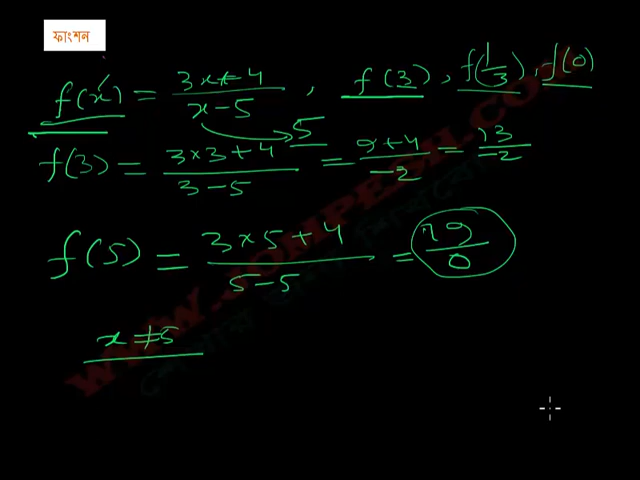 ফাংশন
f(x) = (3x+4)/(x-5), f(3), f(1/3), f(0)
5
f(3) = (3×3+4)/(3-5) = (9+4)/-2 = 13/-2
f(5) = (3×5+4)/(5-5) = 19/0
x ≠ 5